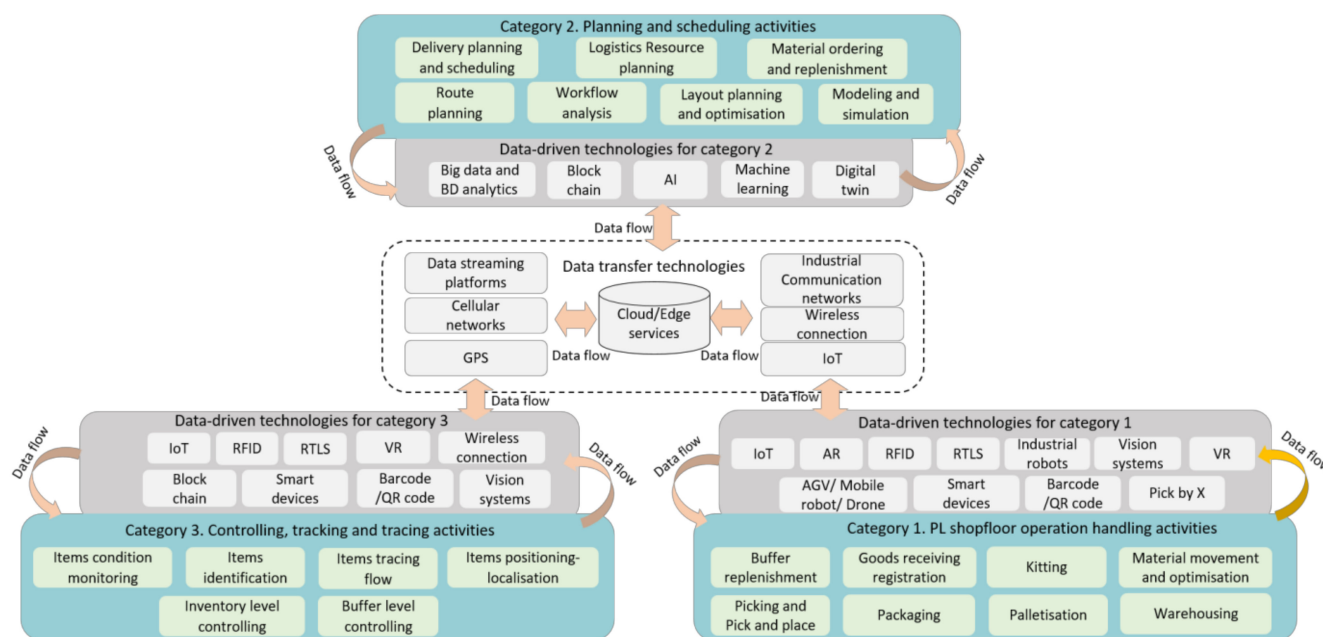 Category 2. Planning and scheduling activities
Delivery planning
and scheduling
Logistics Resource
planning
Material ordering
and replenishment
Route
planning
Workflow
analysis
Layout planning
and optimisation
Modeling and
simulation
Data flow
Data flow
Data-driven technologies for category 2
Big data and
BD analytics
Block
chain
AI
Machine
learning
Digital
twin
Data flow
Data transfer technologies
Data streaming
platforms
Cellular
networks
GPS
Cloud/Edge
services
Data flow
Data flow
Industrial
Communication
networks
Wireless
connection
IoT
Data flow
Data flow
Data-driven technologies for category 3
IoT
RFID
RTLS
VR
Wireless
connection
Block
chain
Smart
devices
Barcode
/QR code
Vision
systems
Data flow
Data flow
Category 3. Controlling, tracking and tracing activities
Items condition
monitoring
Items
identification
Items tracing
flow
Items positioning-
localisation
Inventory level
controlling
Buffer level
controlling
Data-driven technologies for category 1
IoT
AR
RFID
RTLS
Industrial
robots
Vision
systems
VR
AGV/ Mobile
robot/ Drone
Smart
devices
Barcode
/QR code
Pick by X
Data flow
Data flow
Category 1. PL shopfloor operation handling activities
Buffer
replenishment
Goods receiving
registration
Kitting
Material movement
and optimisation
Picking and
Pick and place
Packaging
Palletisation
Warehousing